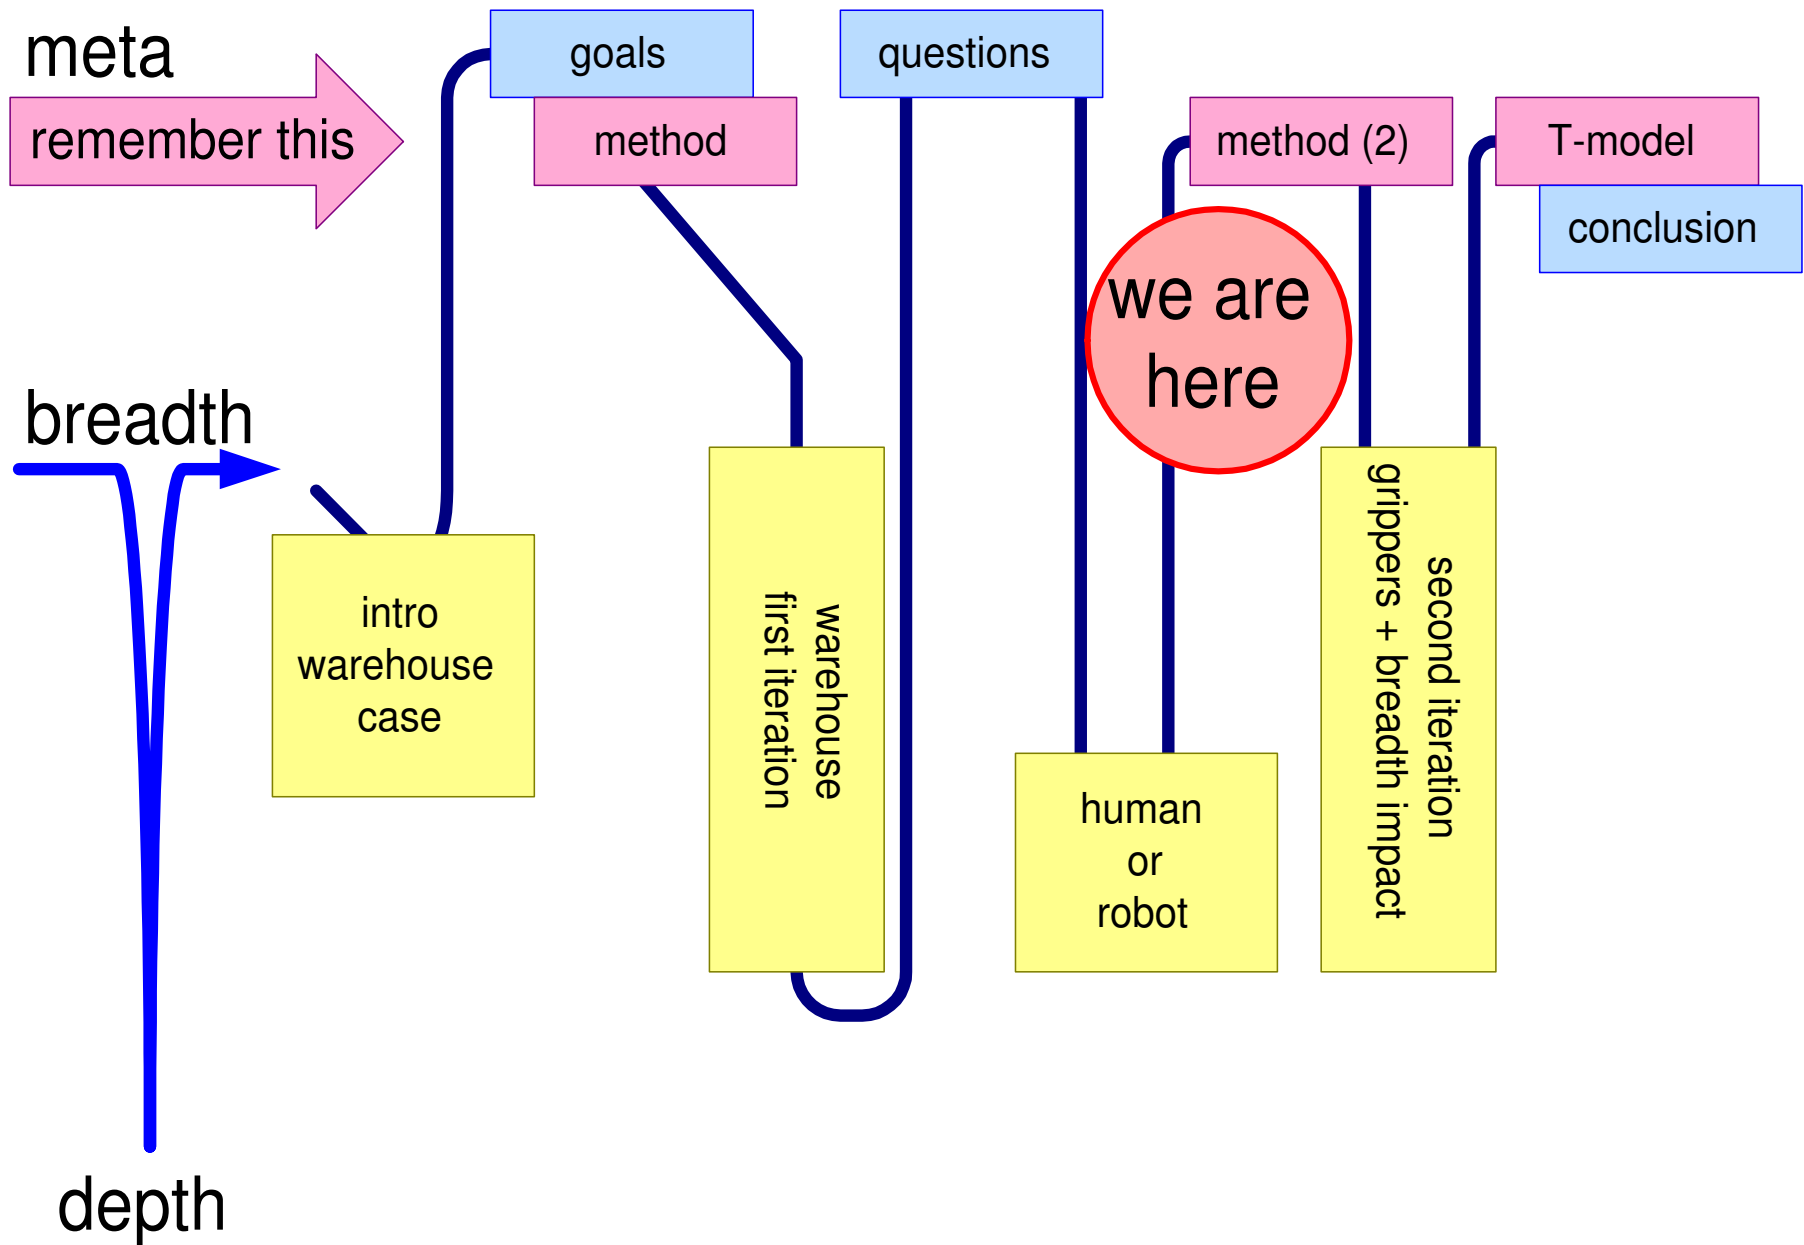 meta
remember this
goals
method
questions
method (2)
T-model
conclusion
we are
here
breadth
intro
warehouse
case
warehouse
first iteration
human
or
robot
second iteration
grippers + breadth impact
depth